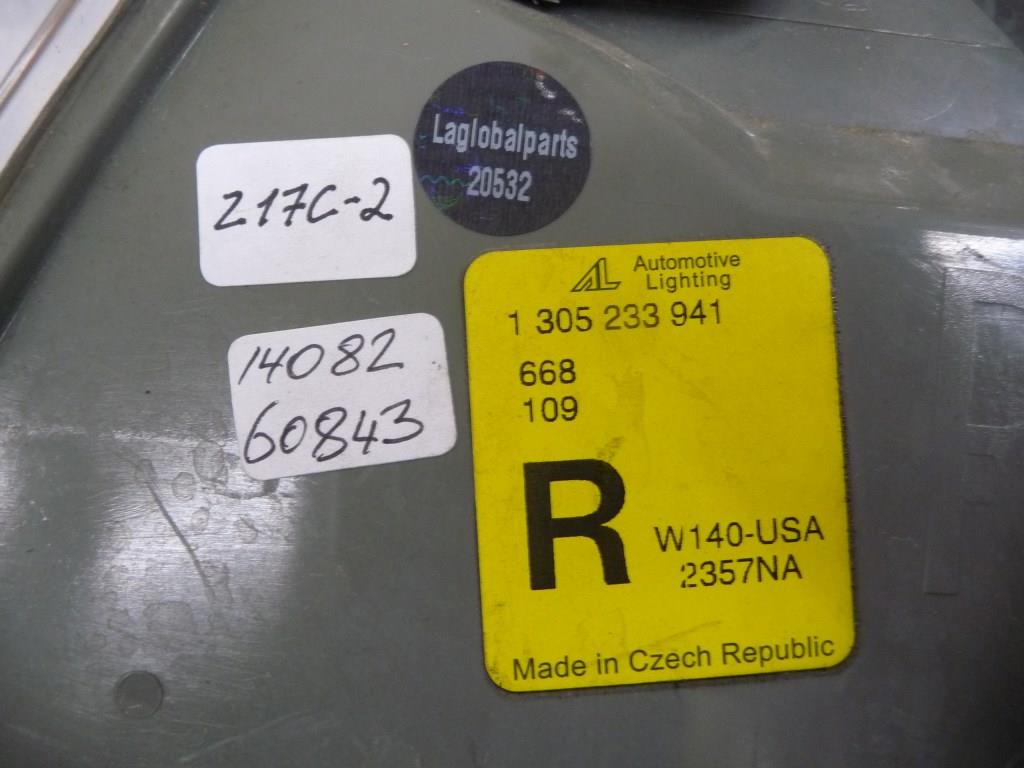 Laglobalparts
20532
Z17C-2
14082
60843
AL Automotive
Lighting
1 305 233 941
668
109
R
W140-USA
2357NA
Made in Czech Republic